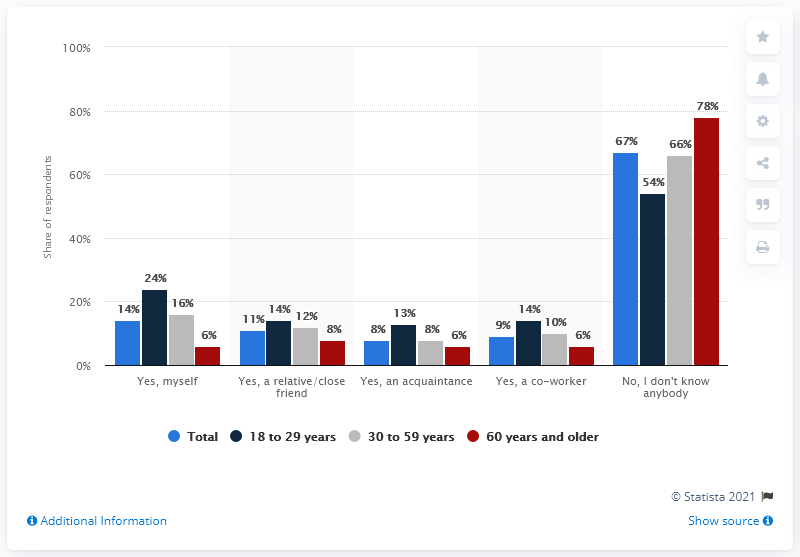 100%
80%
60%
40%
20%
0%
Share of respondents
14%
24%
16%
6%
11%
14%
12%
8%
8%
13%
8%
6%
9%
14%
10%
6%
67%
54%
66%
78%
Yes, myself
Yes, a relative/close
friend
Yes, an acquaintance
Yes, a co-worker
No, I don't know
anybody
Total
18 to 29 years
30 to 59 years
60 years and older
© Statista 2021
Additional Information
Show source